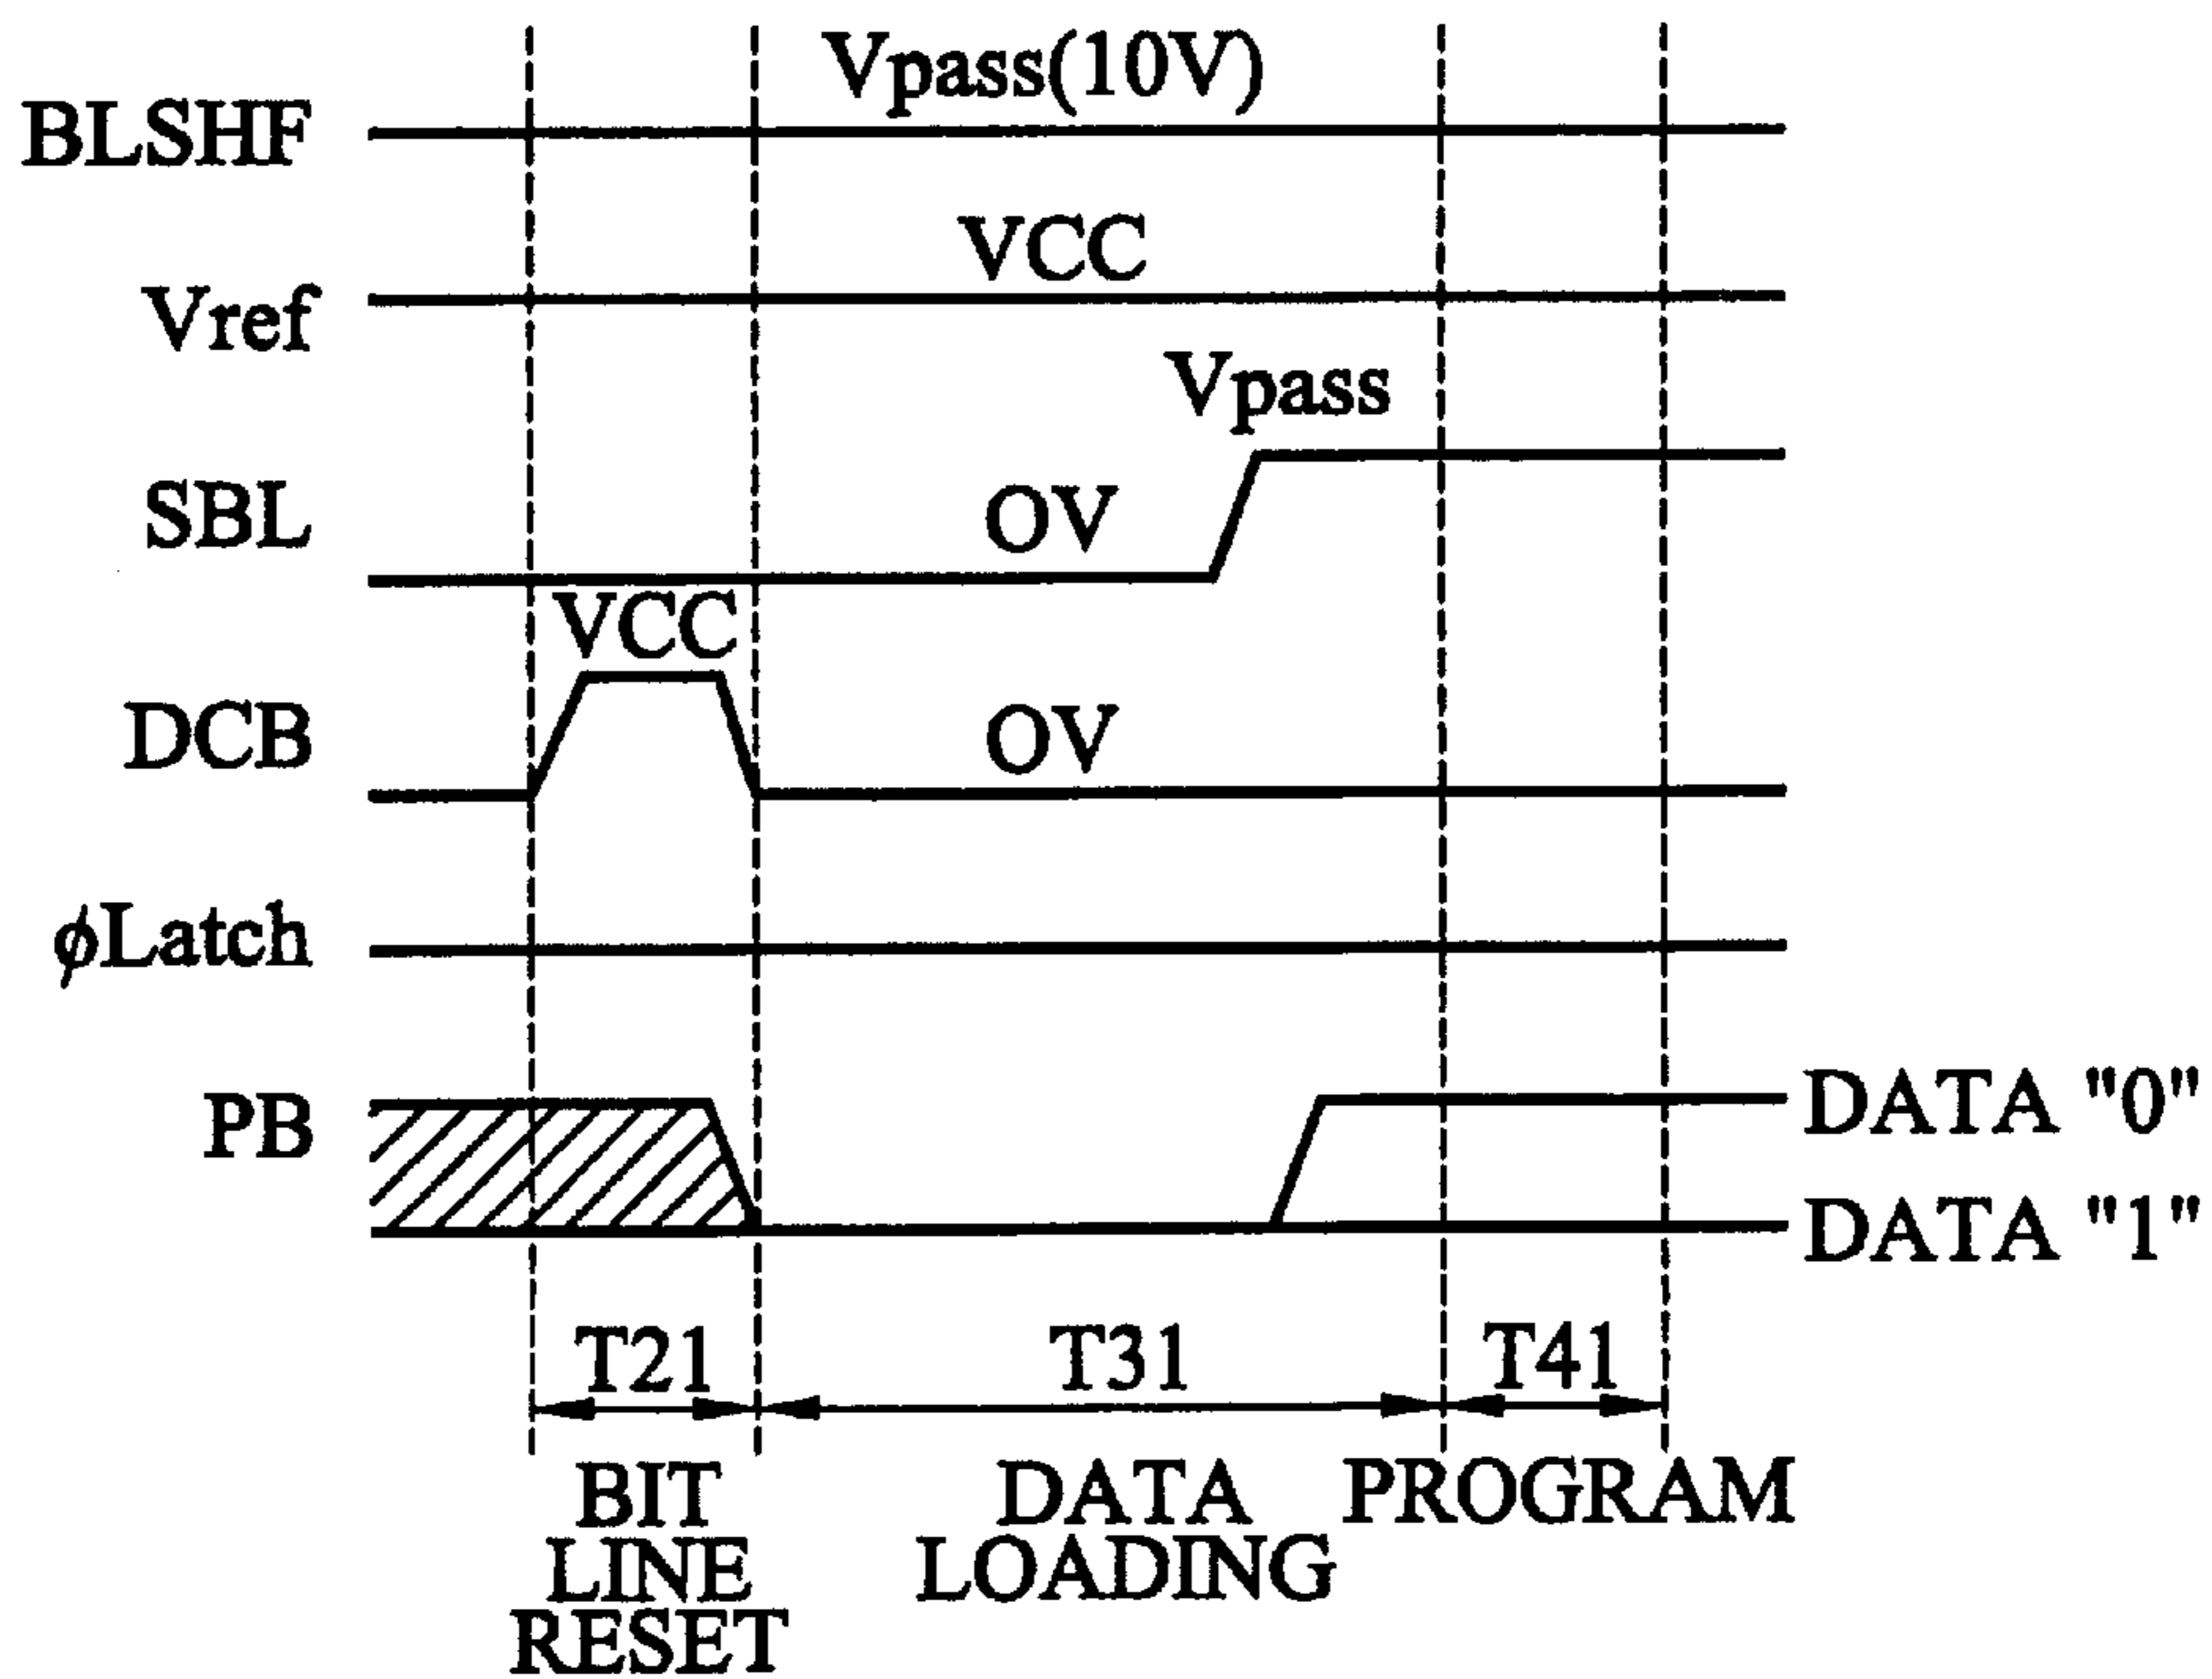 Vpass(10V)
BLSHF
VCC
Vref
Vpass
SBL
OV
VCC
DCB
OV
φLatch
PB
DATA "0"
DATA "1"
T21
T31
T41
BIT
LINE
RESET
DATA
LOADING
PROGRAM